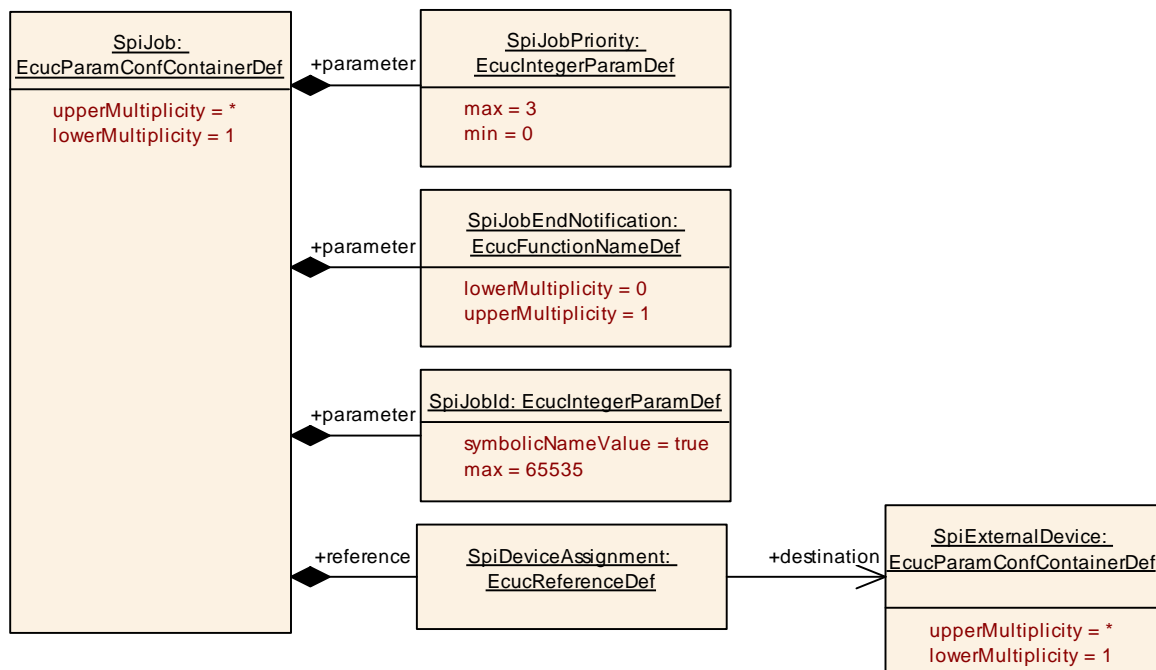 SpiJob:
EcucParamConfContainerDef
upperMultiplicity = *
lowerMultiplicity = 1
+parameter
SpiJobPriority:
EcucIntegerParamDef
max = 3
min = 0
+parameter
SpiJobEndNotification:
EcucFunctionNameDef
lowerMultiplicity = 0
upperMultiplicity = 1
+parameter
SpiJobId: EcucIntegerParamDef
symbolicNameValue = true
max = 65535
+reference
SpiDeviceAssignment:
EcucReferenceDef
+destination
SpiExternalDevice:
EcucParamConfContainerDef
upperMultiplicity = *
lowerMultiplicity = 1